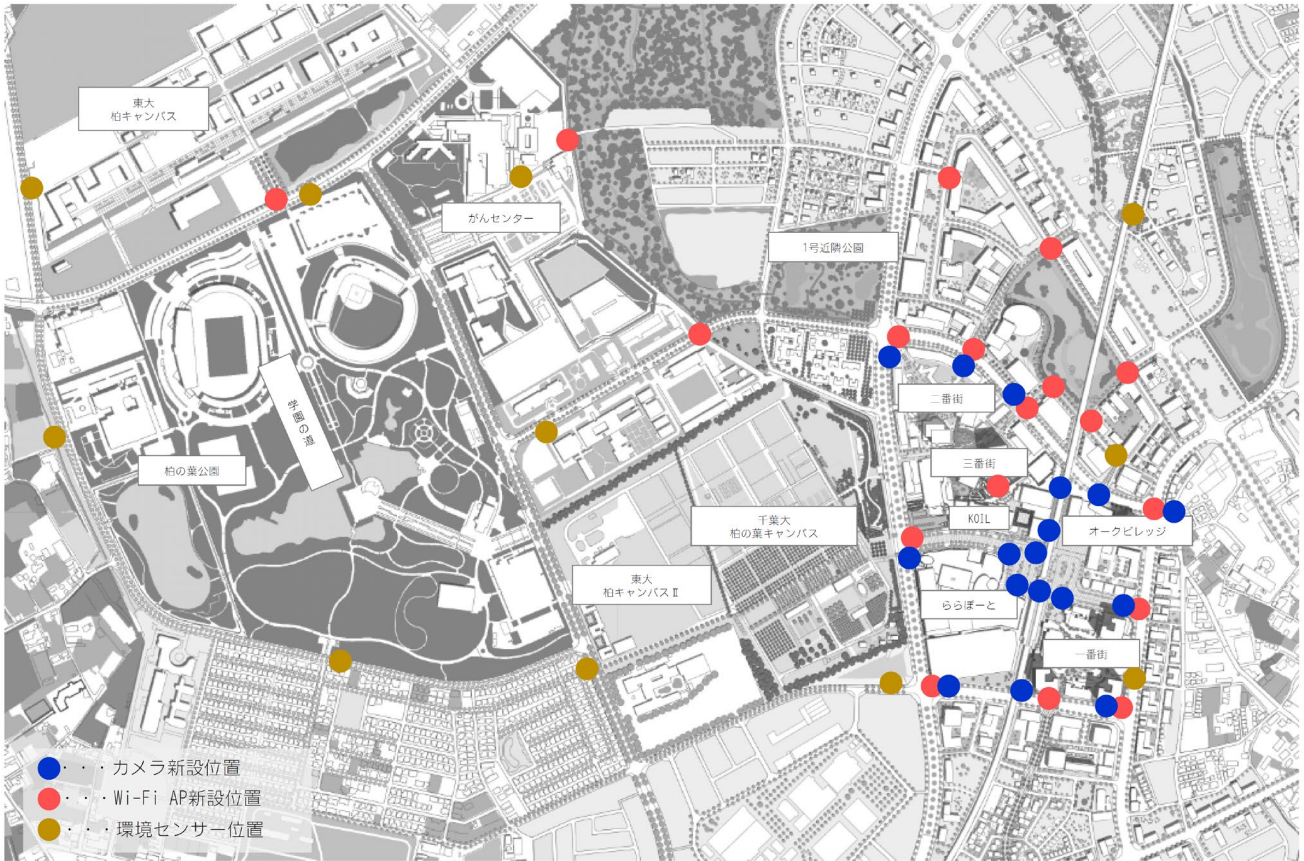 東大
柏キャンパス
がんセンター
1号近隣公園
学園の道
二番街
柏の葉公園
三番街
千葉大
柏の葉キャンパス
KOIL
オークビレッジ
東大
柏キャンパスⅡ
ららぽーと
一番街
・・・カメラ新設位置
・・・Wi-Fi AP新設位置
・・・環境センサー位置